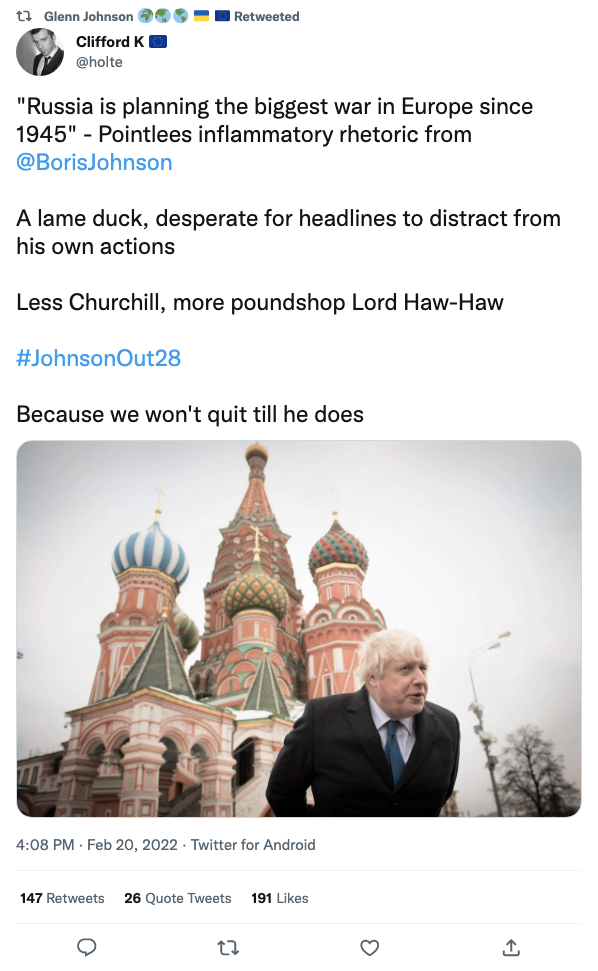 Glenn Johnson 🌍🌍🌎 🇺🇦 🇪🇺 Retweeted
Clifford K 🇪🇺
@holte
"Russia is planning the biggest war in Europe since
1945" - Pointlees inflammatory rhetoric from
@BorisJohnson
A lame duck, desperate for headlines to distract from
his own actions
Less Churchill, more poundshop Lord Haw-Haw
#JohnsonOut28
Because we won't quit till he does
4:08 PM · Feb 20, 2022 · Twitter for Android
147 Retweets 26 Quote Tweets 191 Likes